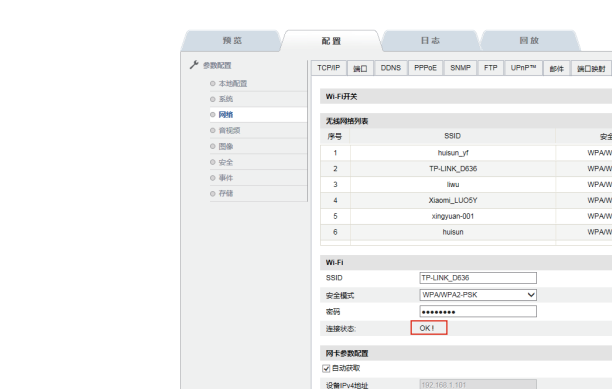 预览 配置 日志 回放
参数配置
本地配置
系统
网络
音视频
图像
安全
事件
存储
TCP/IP 端口 DDNS PPPoE SNMP FTP UPnP™ 邮件 端口映射
Wi-Fi开关
无线网络列表
序号 SSID 安全
1 huisun_yf WPA/W
2 TP-LINK_D636 WPA/W
3 liwu WPA/W
4 Xiaomi_LUO5Y WPA/W
5 xingyuan-001 WPA/W
6 huisun WPA/W
Wi-Fi
SSID TP-LINK_D636
安全模式 WPA/WPA2-PSK
密码 ●●●●●●●●
连接状态: OK !
网卡参数配置
自动获取
设备IPv4地址 192.168.1.101